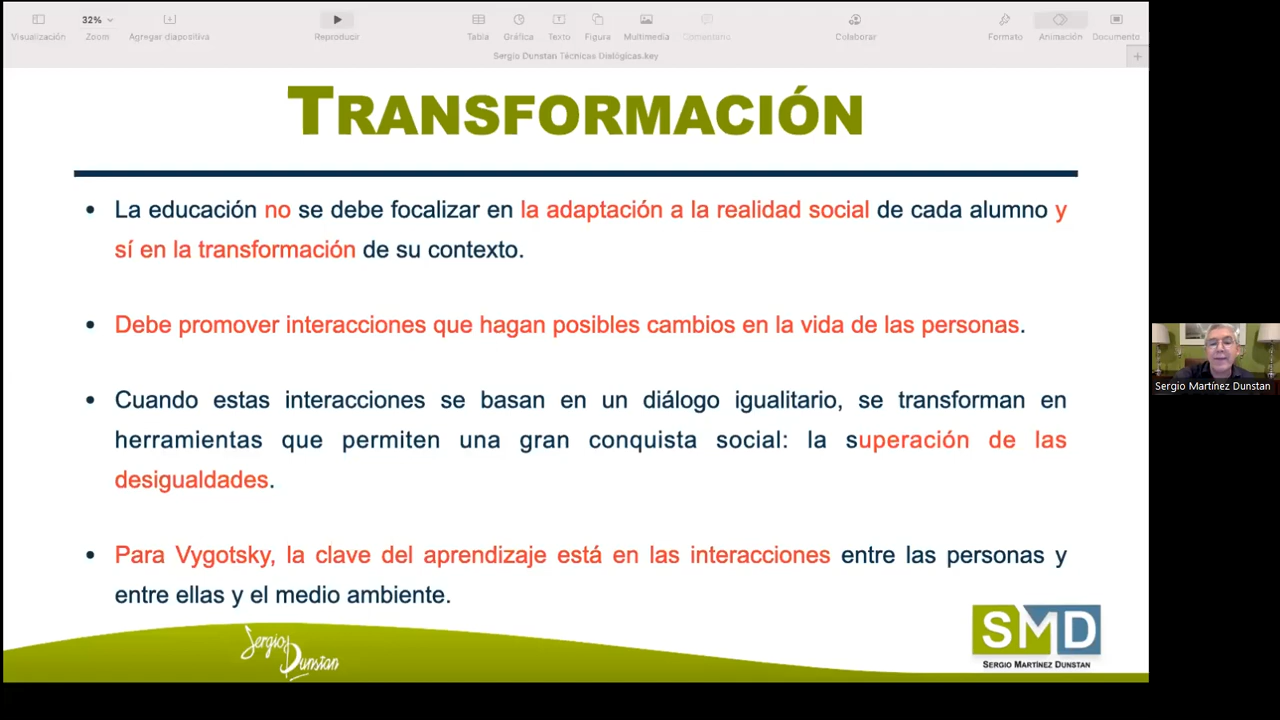 Visualización
32%
Zoom
Agregar diapositiva
Reproducir
Tabla
Gráfica
Texto
Figura
Multimedia
Comentario
Colaborar
Formato
Animación
Documento
Sergio Dunstan Técnicas Dialógicas.key
TRANSFORMACIÓN
• La educación no se debe focalizar en la adaptación a la realidad social de cada alumno y
sí en la transformación de su contexto.
• Debe promover interacciones que hagan posibles cambios en la vida de las personas.
• Cuando estas interacciones se basan en un diálogo igualitario, se transforman en
herramientas que permiten una gran conquista social: la superación de las
desigualdades.
• Para Vygotsky, la clave del aprendizaje está en las interacciones entre las personas y
entre ellas y el medio ambiente.
Sergio Dunstan
SMD
SERGIO MARTÍNEZ DUNSTAN
Sergio Martínez Dunstan